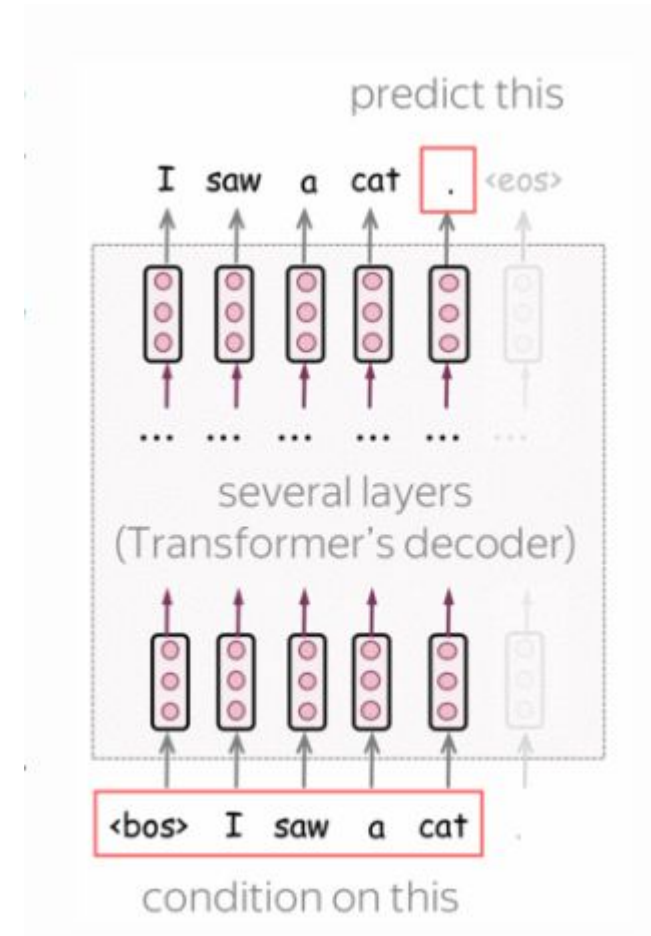 predict this
I saw a cat . <eos>
... ... ... ... ... ...
several layers
(Transformer's decoder)
<bos> I saw a cat .
condition on this